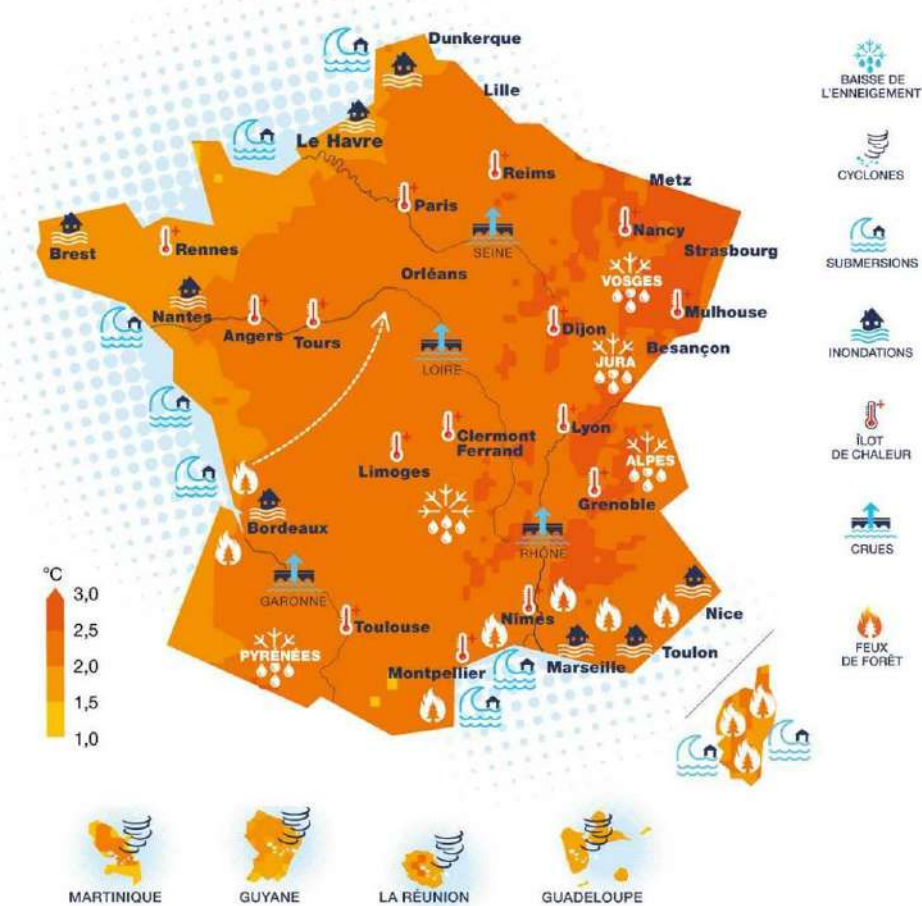 Dunkerque
Lille
Le Havre
Reims
Metz
Paris
Nancy
Brest
Rennes
SEINE
Strasbourg
Orléans
VOSGES
Nantes
Angers
Tours
Dijon
Mulhouse
LOIRE
JURA
Besançon
Clermont
Ferrand
Lyon
Limoges
ALPES
Grenoble
Bordeaux
RHÔNE
GARONNE
Nîmes
Nice
Toulouse
PYRÉNÉES
Montpellier
Marseille
Toulon
°C
3,0
2,5
2,0
1,5
1,0
BAISSE DE
L'ENNEIGEMENT
CYCLONES
SUBMERSIONS
INONDATIONS
ÎLOT
DE CHALEUR
CRUES
FEUX
DE FORÊT
MARTINIQUE
GUYANE
LA RÉUNION
GUADELOUPE